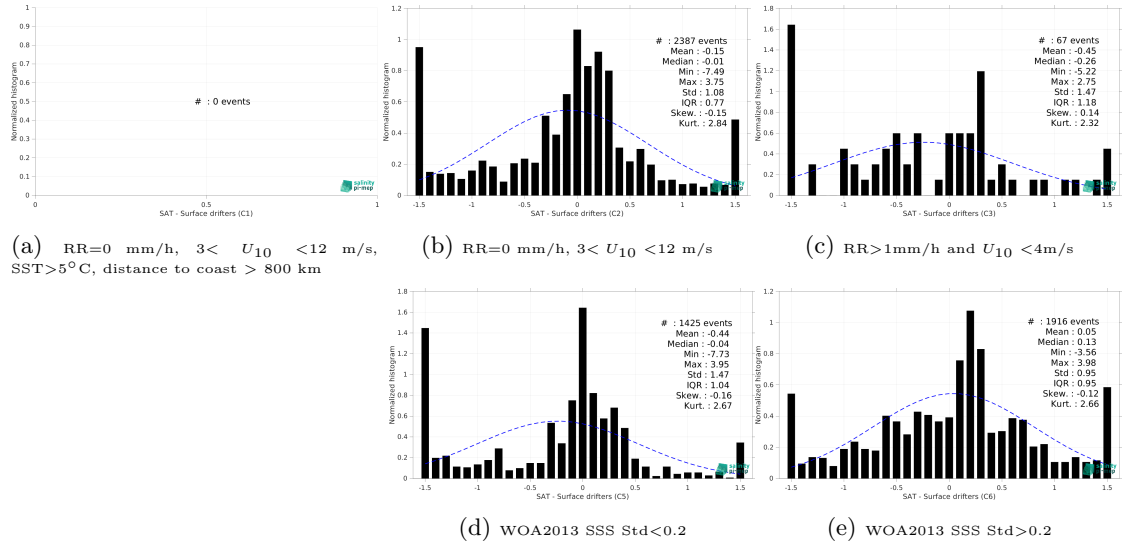 1
0.9
0.8
0.7
0.6
0.5
0.4
0.3
0.2
0.1
0
0
0.5
1
Normalized histogram
# : 0 events
salinity
pi-mep
SAT - Surface drifters (C1)
(a) RR=0 mm/h, 3< U10 <12 m/s,
SST>5°C, distance to coast > 800 km
1.2
1
0.8
0.6
0.4
0.2
0
-1.5
-1
-0.5
0
0.5
1
1.5
Normalized histogram
# : 2387 events
Mean : -0.15
Median : -0.01
Min : -7.49
Max : 3.75
Std : 1.08
IQR : 0.77
Skew. : -0.15
Kurt. : 2.84
salinity
pi-mep
SAT - Surface drifters (C2)
(b) RR=0 mm/h, 3< U10 <12 m/s
1.8
1.6
1.4
1.2
1
0.8
0.6
0.4
0.2
0
-1.5
-1
-0.5
0
0.5
1
1.5
Normalized histogram
# : 67 events
Mean : -0.45
Median : -0.26
Min : -5.22
Max : 2.75
Std : 1.47
IQR : 1.18
Skew. : 0.14
Kurt. : 2.32
salinity
pi-mep
SAT - Surface drifters (C3)
(c) RR>1mm/h and U10 <4m/s
1.8
1.6
1.4
1.2
1
0.8
0.6
0.4
0.2
0
-1.5
-1
-0.5
0
0.5
1
1.5
Normalized histogram
# : 1425 events
Mean : -0.44
Median : -0.04
Min : -7.73
Max : 3.95
Std : 1.47
IQR : 1.04
Skew. : -0.16
Kurt. : 2.67
salinity
pi-mep
SAT - Surface drifters (C5)
(d) WOA2013 SSS Std<0.2
1.2
1
0.8
0.6
0.4
0.2
0
-1.5
-1
-0.5
0
0.5
1
1.5
Normalized histogram
# : 1916 events
Mean : 0.05
Median : 0.13
Min : -3.56
Max : 3.98
Std : 0.95
IQR : 0.95
Skew. : -0.12
Kurt. : 2.66
salinity
pi-mep
SAT - Surface drifters (C6)
(e) WOA2013 SSS Std>0.2